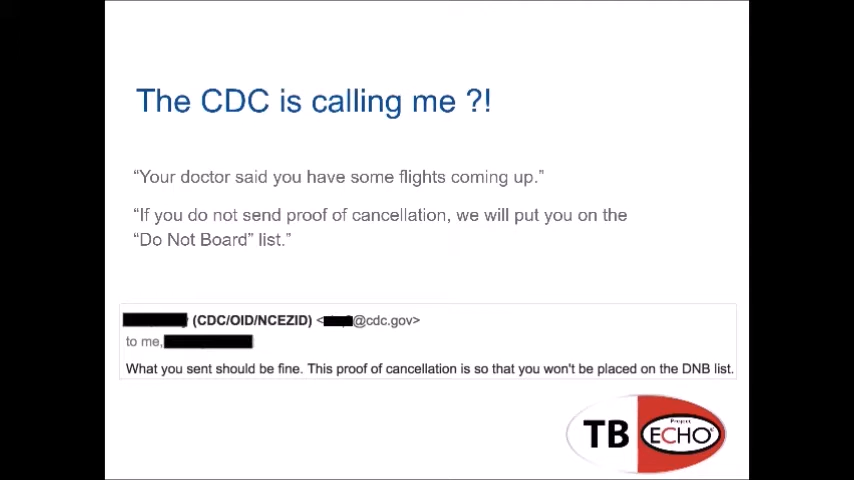 The CDC is calling me ?!
“Your doctor said you have some flights coming up.”
“If you do not send proof of cancellation, we will put you on the
“Do Not Board” list.”
(CDC/OID/NCEZID) < @cdc.gov>
to me,
What you sent should be fine. This proof of cancellation is so that you won't be placed on the DNB list.
TB
Project
ECHO